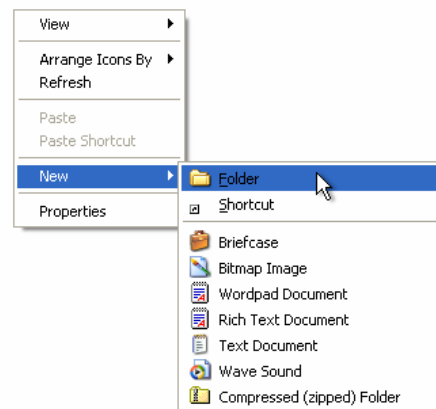 View
Arrange Icons By
Refresh
Paste
Paste Shortcut
New
Properties
Folder
Shortcut
Briefcase
Bitmap Image
Wordpad Document
Rich Text Document
Text Document
Wave Sound
Compressed (zipped) Folder